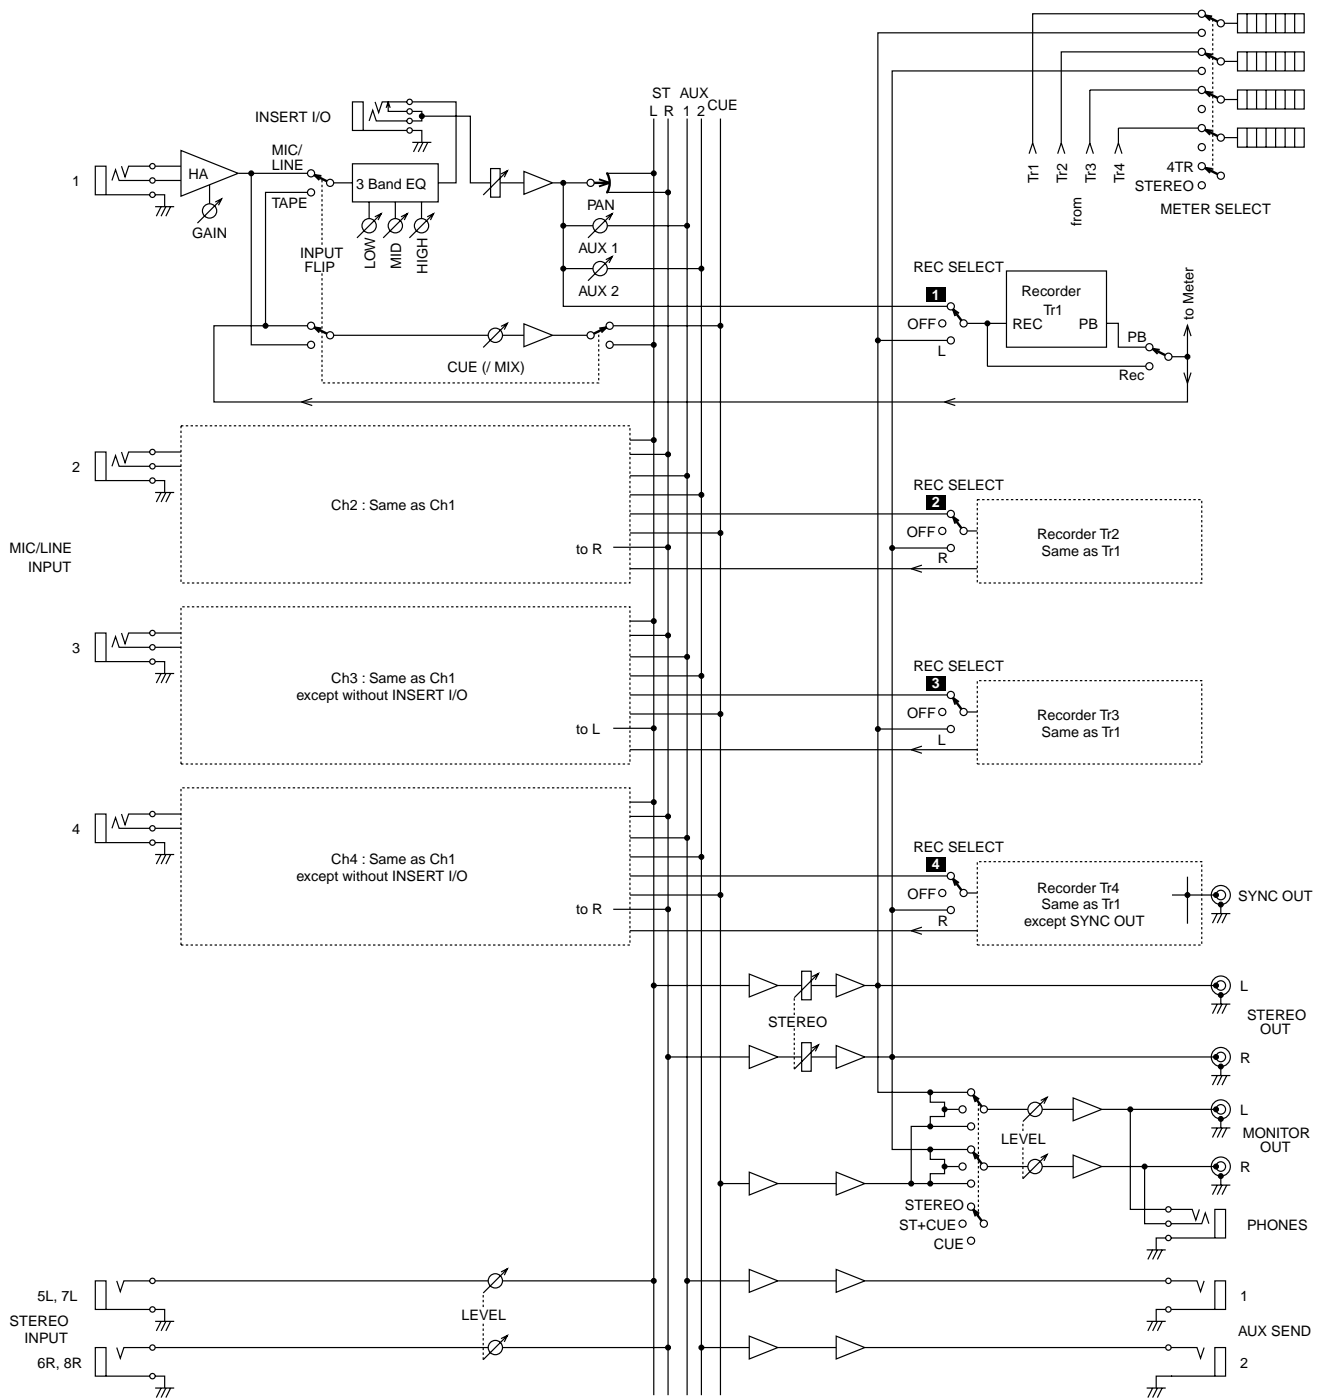 ST AUX
L R 1 2 CUE
INSERT I/O
MIC/
LINE
1
HA
3 Band EQ
TAPE
GAIN
INPUT
FLIP
LOW
MID
HIGH
PAN
AUX 1
AUX 2
CUE (/ MIX)
Tr1
Tr2
Tr3
Tr4
from
4TR
STEREO
METER SELECT
REC SELECT
1
OFF
L
Recorder
Tr1
REC PB
PB
Rec
to Meter
2
Ch2 : Same as Ch1
to R
REC SELECT
2
OFF
R
Recorder Tr2
Same as Tr1
MIC/LINE
INPUT
3
Ch3 : Same as Ch1
except without INSERT I/O
to L
REC SELECT
3
OFF
L
Recorder Tr3
Same as Tr1
4
Ch4 : Same as Ch1
except without INSERT I/O
to R
REC SELECT
4
OFF
R
Recorder Tr4
Same as Tr1
except SYNC OUT
SYNC OUT
STEREO
L
STEREO
OUT
R
LEVEL
L
MONITOR
OUT
R
STEREO
ST+CUE
CUE
PHONES
5L, 7L
STEREO
INPUT
6R, 8R
LEVEL
1
AUX SEND
2